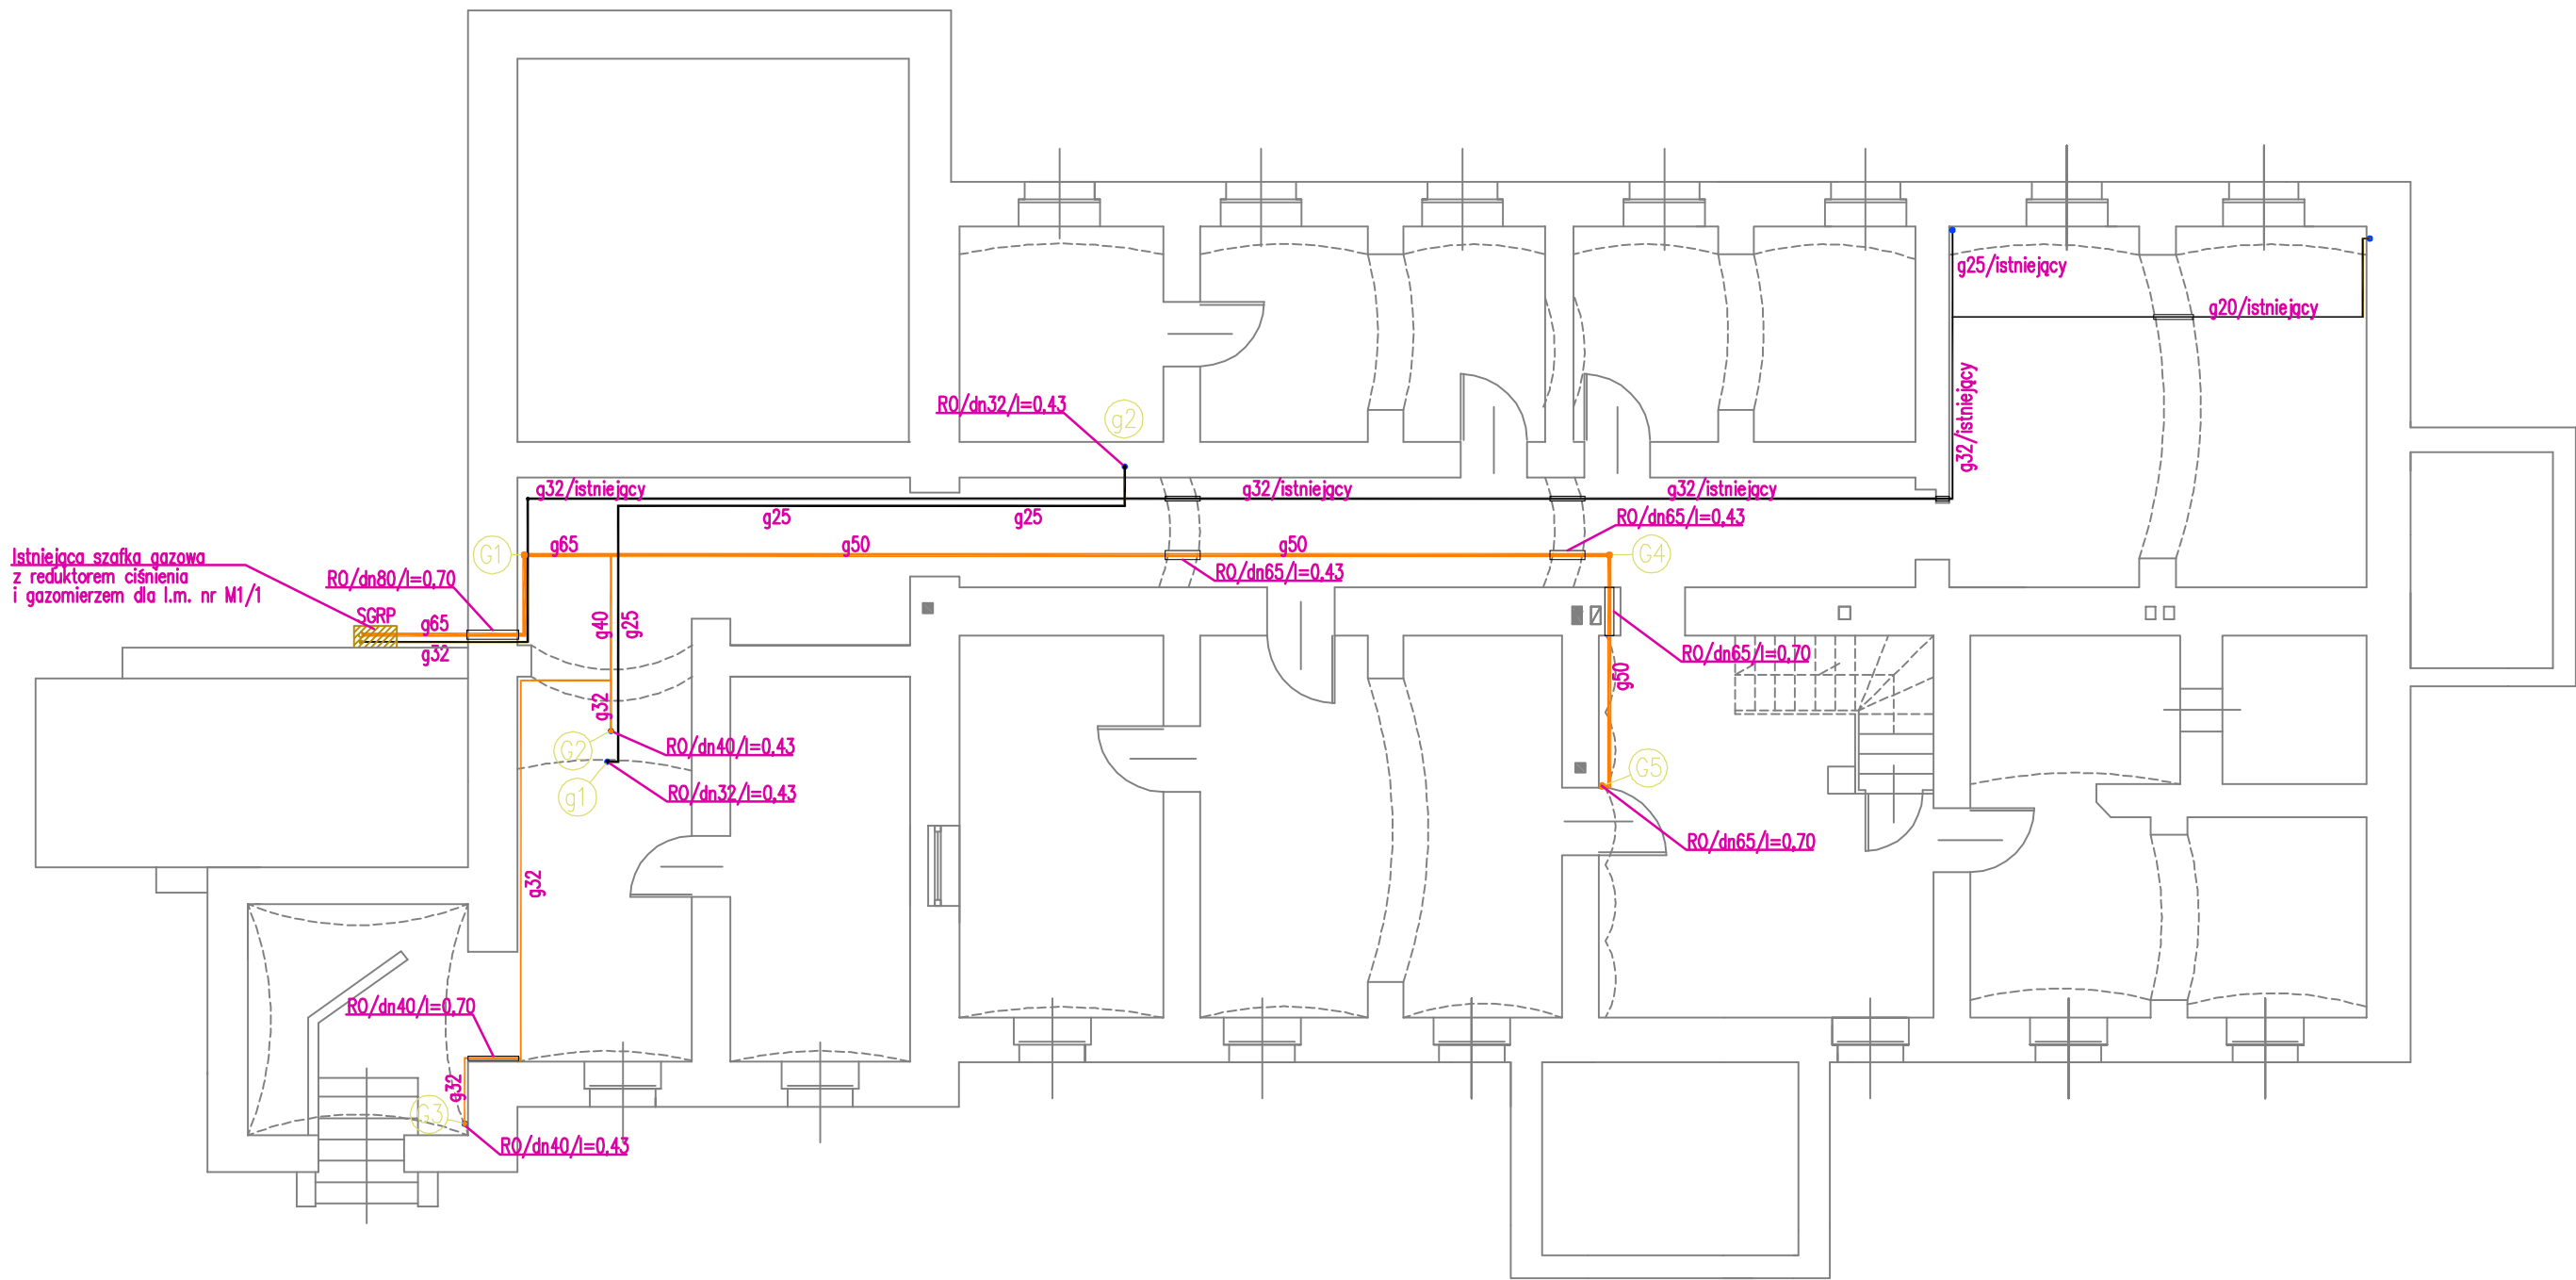 g25/istniejący
g20/istniejący
g32/istniejący
RO/dn32/l=0,43
g2
g32/istniejący
g32/istniejący
g32/istniejący
g25
g25
RO/dn65/l=0,43
G1
g65
g50
g50
G4
Istniejąca szafka gazowa
z reduktorem ciśnienia
i gazomierzem dla l.m. nr M1/1
RO/dn80/l=0,70
RO/dn65/l=0,43
SGRP
g65
g32
g40
g25
RO/dn65/l=0,70
g50
g32
G2
RO/dn40/l=0,43
g1
RO/dn32/l=0,43
G5
RO/dn65/l=0,70
g32
RO/dn40/l=0,70
g32
G3
RO/dn40/l=0,43